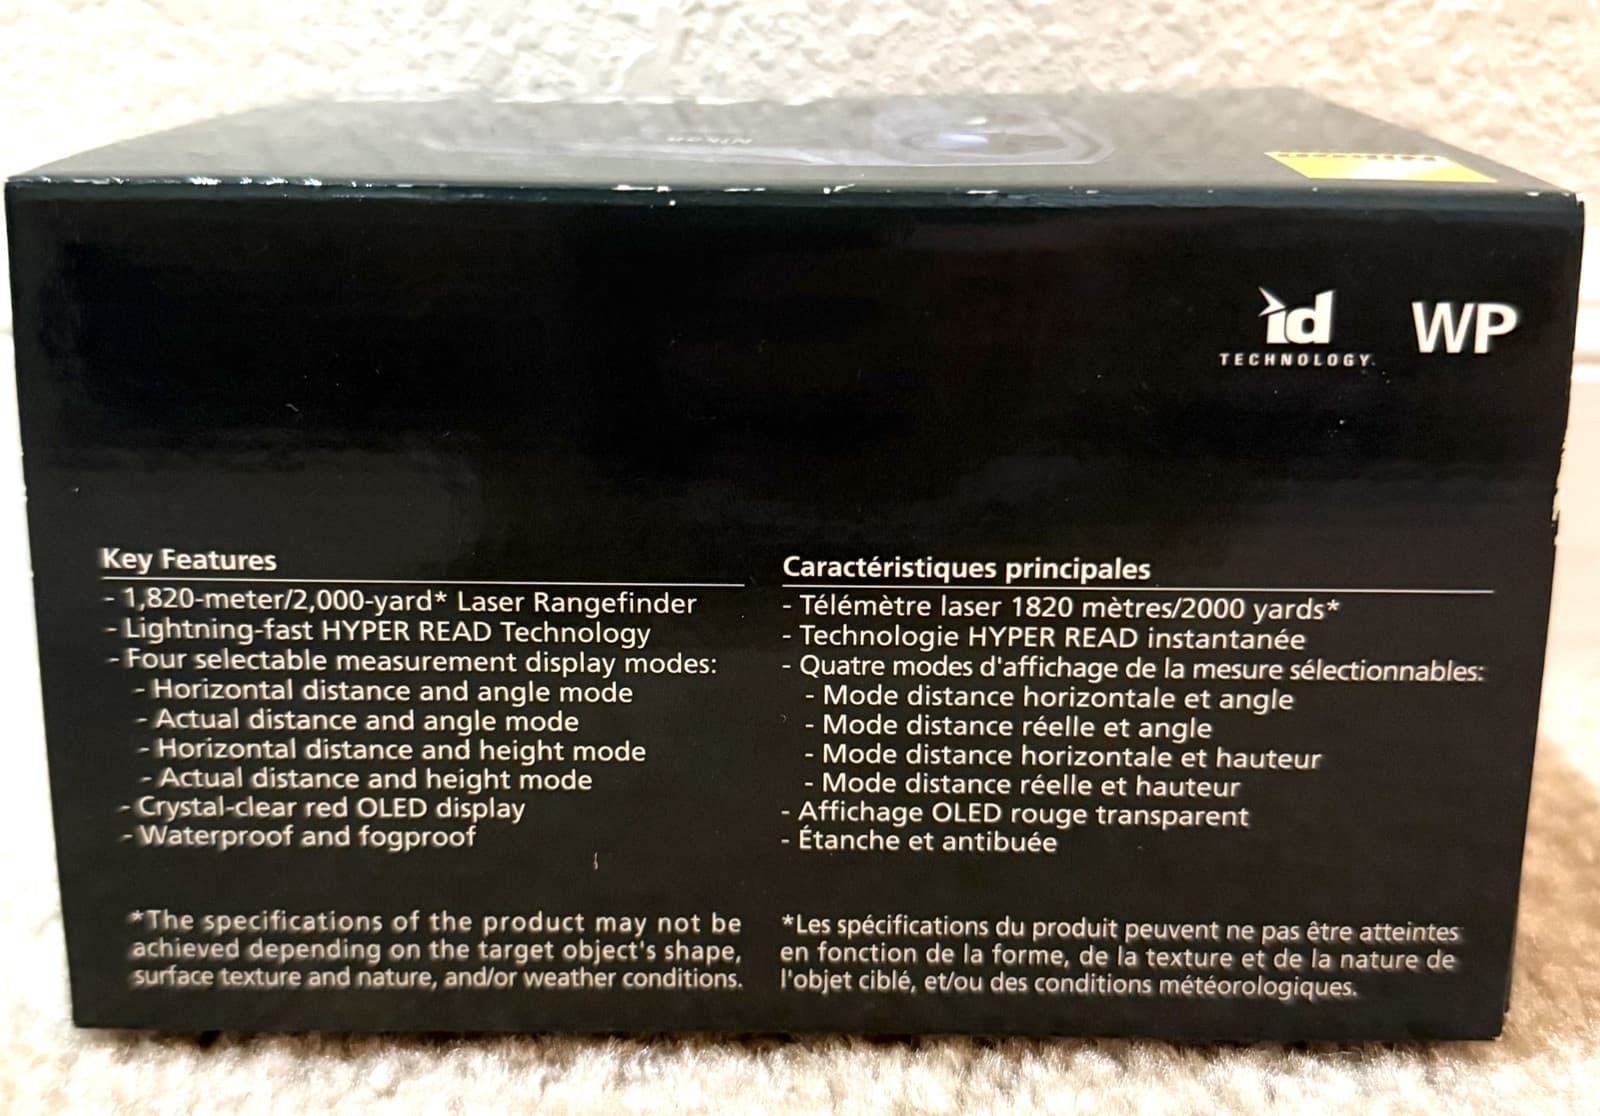 Nikon
id
TECHNOLOGY.
WP
Key Features
- 1,820-meter/2,000-yard* Laser Rangefinder
- Lightning-fast HYPER READ Technology
- Four selectable measurement display modes:
- Horizontal distance and angle mode
- Actual distance and angle mode
- Horizontal distance and height mode
- Actual distance and height mode
- Crystal-clear red OLED display
- Waterproof and fogproof
*The specifications of the product may not be
achieved depending on the target object's shape,
surface texture and nature, and/or weather conditions.
Caractéristiques principales
- Télémètre laser 1820 mètres/2000 yards*
- Technologie HYPER READ instantanée
- Quatre modes d'affichage de la mesure sélectionnables:
- Mode distance horizontale et angle
- Mode distance réelle et angle
- Mode distance horizontale et hauteur
- Mode distance réelle et hauteur
- Affichage OLED rouge transparent
- Étanche et antibuée
*Les spécifications du produit peuvent ne pas être atteintes
en fonction de la forme, de la texture et de la nature de
l'objet ciblé, et/ou des conditions météorologiques.